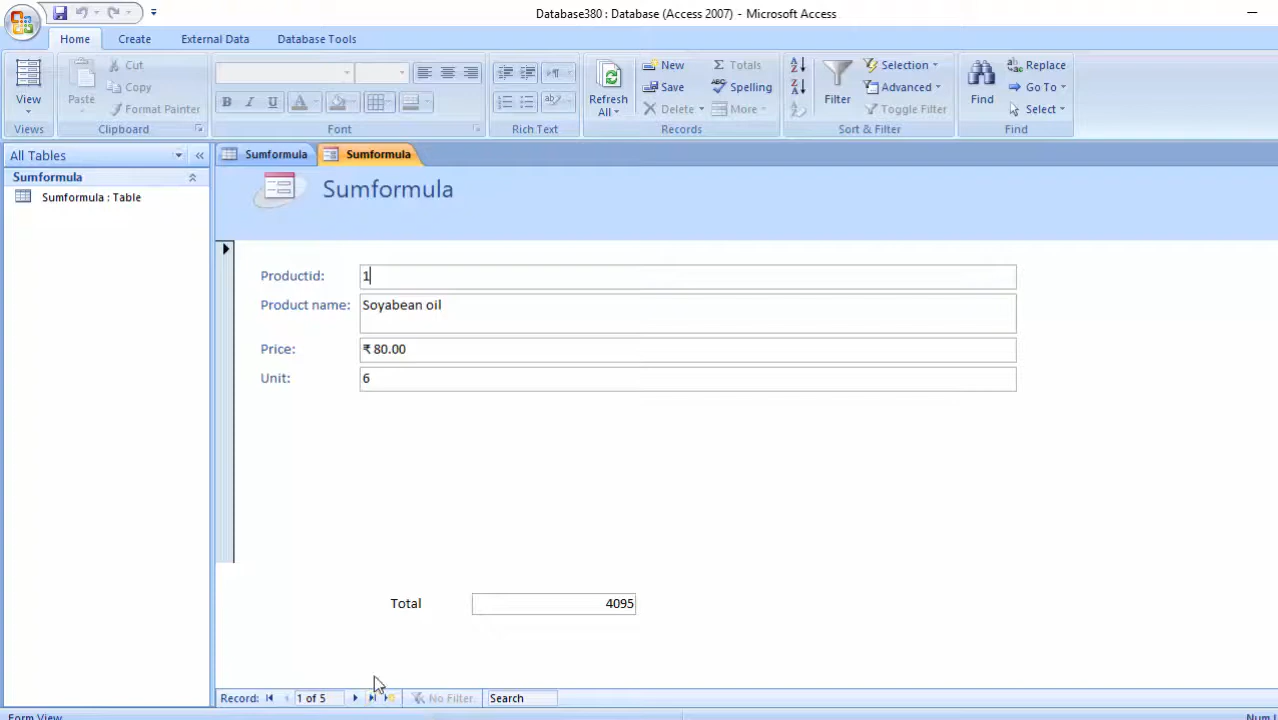 Database380 : Database (Access 2007) - Microsoft Access
Home Create External Data Database Tools
View Paste Cut Copy Format Painter
Refresh All New Save Delete Totals Spelling More
Filter Selection Advanced Toggle Filter
Find Replace Go To Select
Views Clipboard Font Rich Text Records Sort & Filter Find
All Tables
Sumformula
Sumformula : Table
Sumformula Sumformula
Sumformula
Productid: 1
Product name: Soyabean oil
Price: ₹ 80.00
Unit: 6
Total 4095
Record: 1 of 5 No Filter Search
Form View Num L